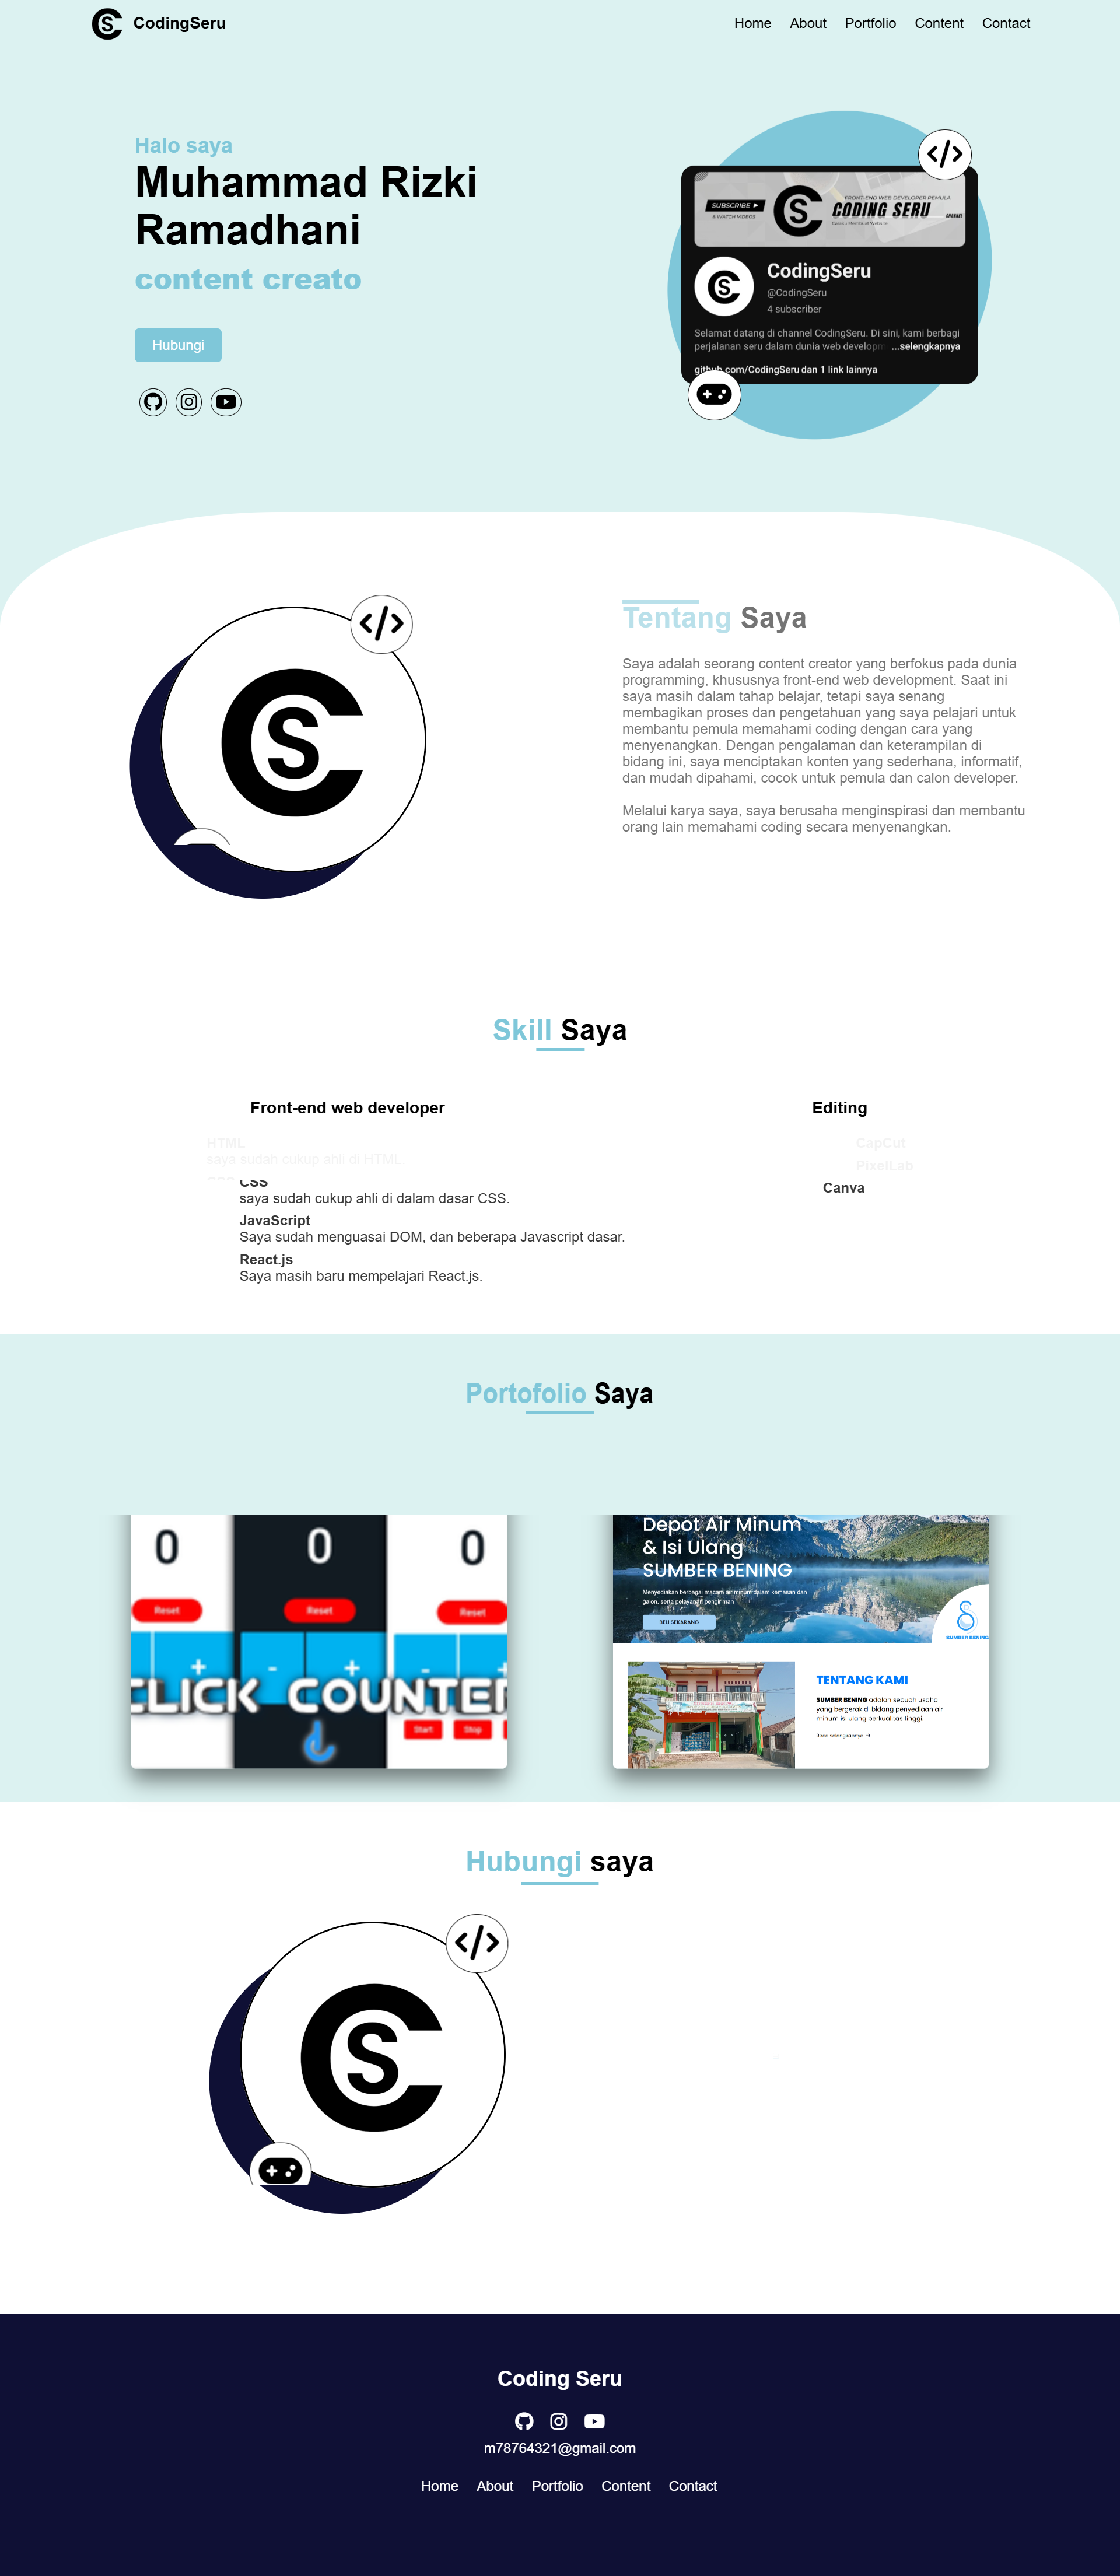 CodingSeru
Home About Portfolio Content Contact
Halo saya
Muhammad Rizki
Ramadhani
content creato
Hubungi
SUBSCRIBE
& WATCH VIDEOS
FRONT-END WEB DEVELOPER PEMULA
CODING SERU
CHANNEL
CodingSeru
@CodingSeru
4 subscriber
Selamat datang di channel CodingSeru. Di sini, kami berbagi
perjalanan seru dalam dunia web develop ...selengkapnya
github.com/CodingSeru dan 1 link lainnya
Tentang Saya
Saya adalah seorang content creator yang berfokus pada dunia
programming, khususnya front-end web development. Saat ini
saya masih dalam tahap belajar, tetapi saya senang
membagikan proses dan pengetahuan yang saya pelajari untuk
membantu pemula memahami coding dengan cara yang
menyenangkan. Dengan pengalaman dan keterampilan di
bidang ini, saya menciptakan konten yang sederhana, informatif,
dan mudah dipahami, cocok untuk pemula dan calon developer.
Melalui karya saya, saya berusaha menginspirasi dan membantu
orang lain memahami coding secara menyenangkan.
Skill Saya
Front-end web developer
HTML
saya sudah cukup ahli di HTML.
CSS
saya sudah cukup ahli di dalam dasar CSS.
JavaScript
Saya sudah menguasai DOM, dan beberapa Javascript dasar.
React.js
Saya masih baru mempelajari React.js.
Editing
CapCut
PixelLab
Canva
Portofolio Saya
0 0 0
Reset Reset Reset
+ - + - +
CLICK COUNTER
Start Stop
Depot Air Minum
& Isi Ulang
SUMBER BENING
Menyediakan berbagai macam air minum dalam kemasan dan
galon, serta pelayanan pengiriman
BELI SEKARANG
SUMBER BENING
TENTANG KAMI
SUMBER BENING adalah sebuah usaha
yang bergerak di bidang penyediaan air
minum isi ulang berkualitas tinggi.
Baca selengkapnya →
Hubungi saya
Coding Seru
m78764321@gmail.com
Home About Portfolio Content Contact